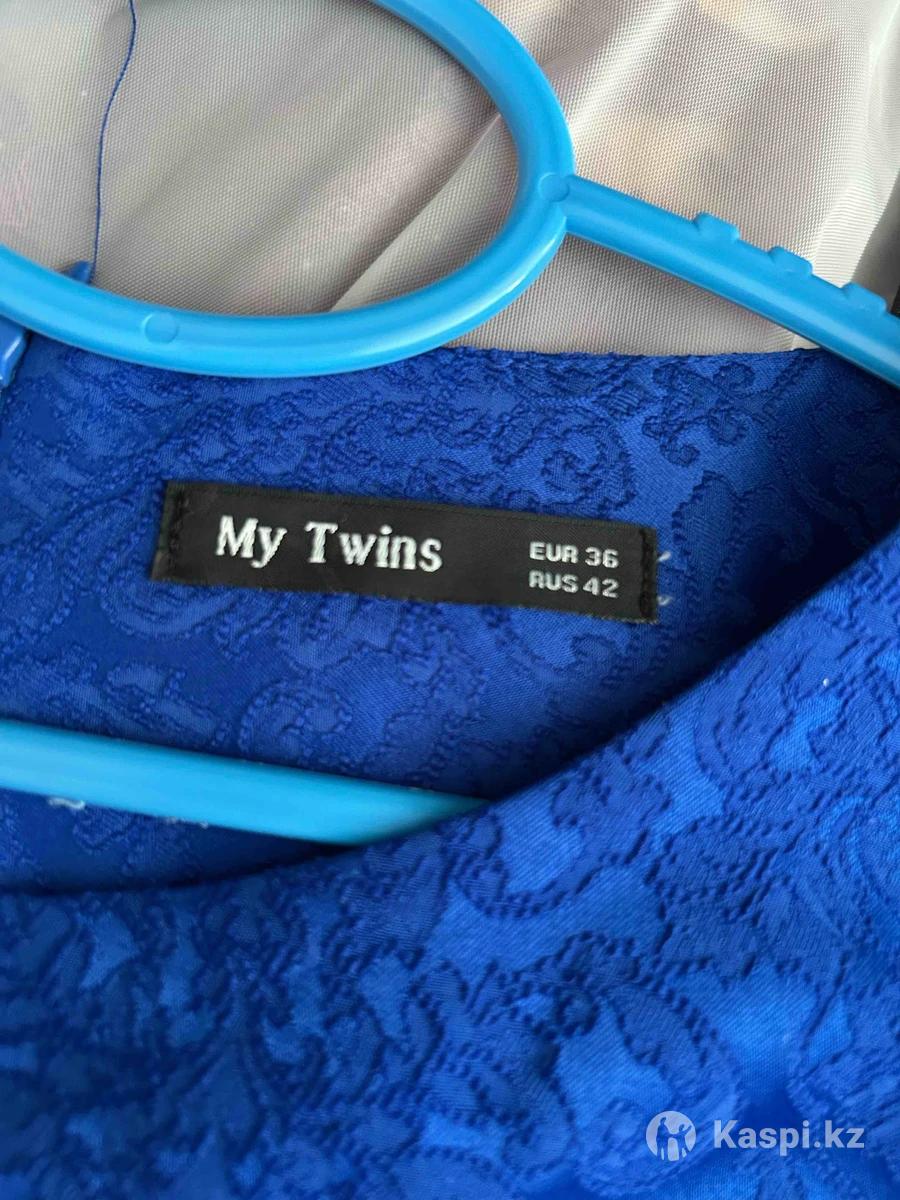 My Twins
EUR 36
RUS 42
Kaspi.kz